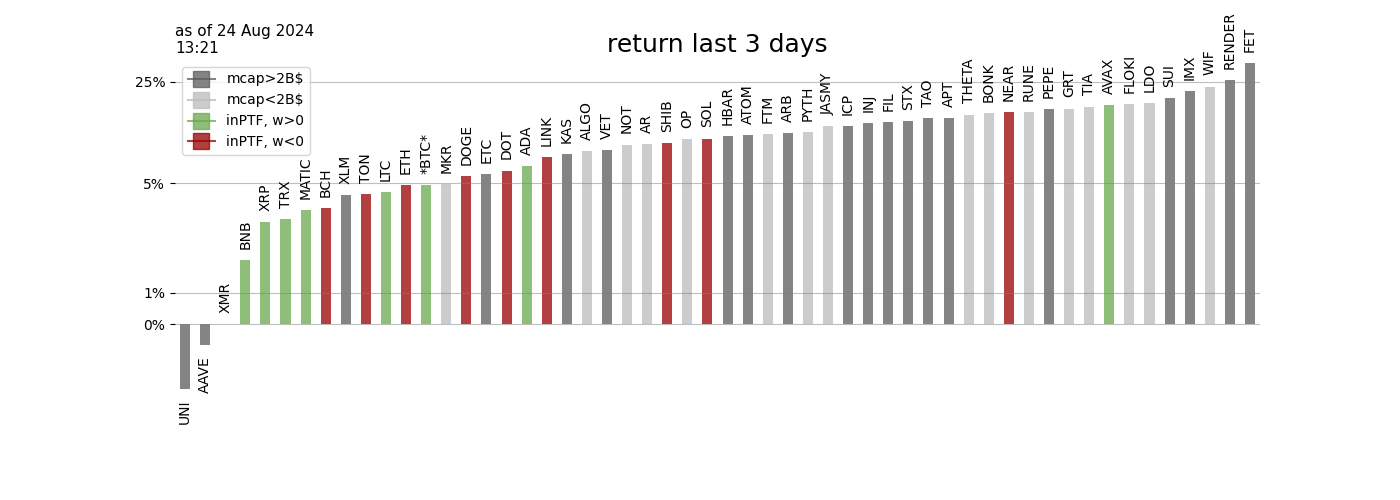 as of 24 Aug 2024
13:21
return last 3 days
mcap>2B$
mcap<2B$
inPTF, w>0
inPTF, w<0
25%
5%
1%
0%
UNI
AAVE
XMR
BNB
XRP
TRX
MATIC
BCH
XLM
TON
LTC
ETH
*BTC*
MKR
DOGE
ETC
DOT
ADA
LINK
KAS
ALGO
VET
NOT
AR
SHIB
OP
SOL
HBAR
ATOM
FTM
ARB
PYTH
JASMY
ICP
INJ
FIL
STX
TAO
APT
THETA
BONK
NEAR
RUNE
PEPE
GRT
TIA
AVAX
FLOKI
LDO
SUI
IMX
WIF
RENDER
FET